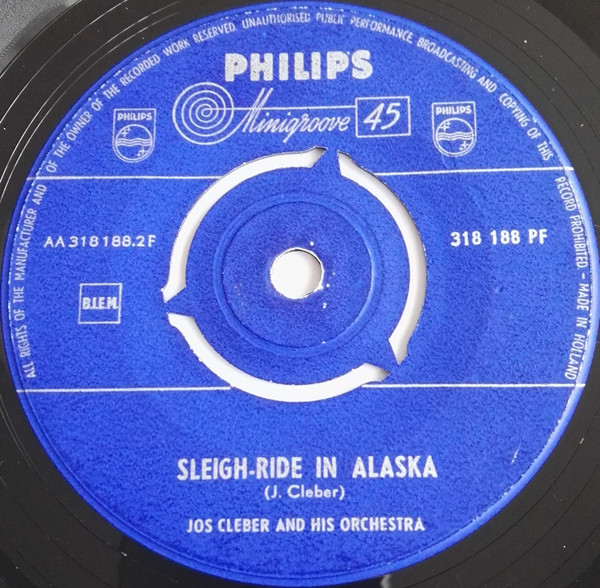 ALL RIGHTS OF THE MANUFACTURER AND OF THE OWNER OF THE RECORDED WORK RESERVED. UNAUTHORISED PUBLIC PERFORMANCE, BROADCASTING AND COPYING OF THIS RECORD PROHIBITED - MADE IN HOLLAND
PHILIPS
Minigroove 45
PHILIPS
PHILIPS
AA 318188.2F
318 188 PF
B.I.E.M.
SLEIGH-RIDE IN ALASKA
(J. Cleber)
JOS CLEBER AND HIS ORCHESTRA